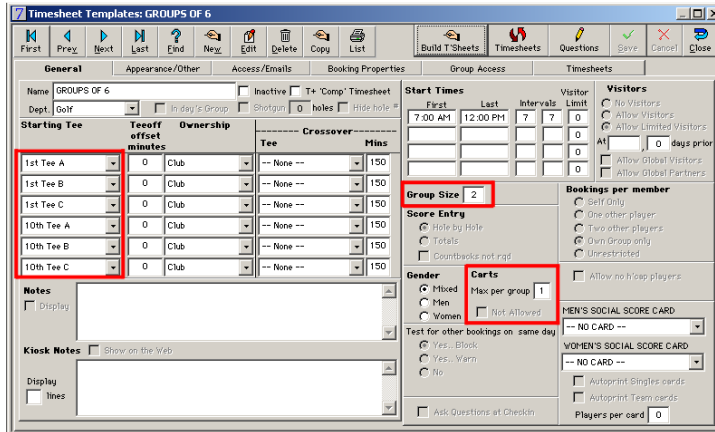 7 Timesheet Templates: GROUPS OF 6
First Prev Next Last Find New Edit Delete Copy List Build T'Sheets Timesheets Questions Save Cancel Close
General Appearance/Other Access/Emails Booking Properties Group Access Timesheets
Name GROUPS OF 6 Inactive T+ 'Comp' Timesheet
Dept. Golf In day's Group Shotgun 0 holes Hide hole =
Starting Tee Teeoff offset minutes Ownership -------- Crossover--------
Tee Mins
1st Tee A 0 Club -- None -- 150
1st Tee B 0 Club -- None -- 150
1st Tee C 0 Club -- None -- 150
10th Tee A 0 Club -- None -- 150
10th Tee B 0 Club -- None -- 150
10th Tee C 0 Club -- None -- 150
Notes
Display
Kiosk Notes Show on the Web
Display
lines
Start Times
First Last Intervals Visitor Limit
7:00 AM 12:00 PM 7 7 0
0
0
0
Visitors
No Visitors
Allow Visitors
Allow Limited Visitors
At , 0 days prior
Allow Global Visitors
Allow Global Partners
Group Size 2
Score Entry
Hole by Hole
Totals
Countbacks not rqd
Gender
Mixed
Men
Women
Carts
Max per group 1
Not Allowed
Test for other bookings on same day
Yes.. Block
Yes.. Warn
No
Ask Questions at Checkin
Bookings per member
Self Only
One other player
Two other players
Own Group only
Unrestricted
Allow no h'cap players
MEN'S SOCIAL SCORE CARD
-- NO CARD --
WOMEN'S SOCIAL SCORE CARD
-- NO CARD --
Autoprint Singles cards
Autoprint Team cards
Players per card 0